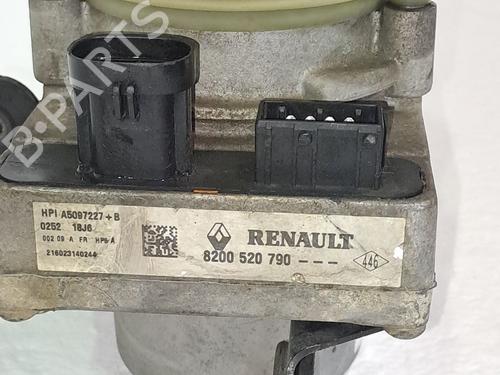 B-PARTS
HPI A5097227+B
0252 18J6
002 09 A FR HPI A
216023140244
RENAULT
8200 520 790 ---
446